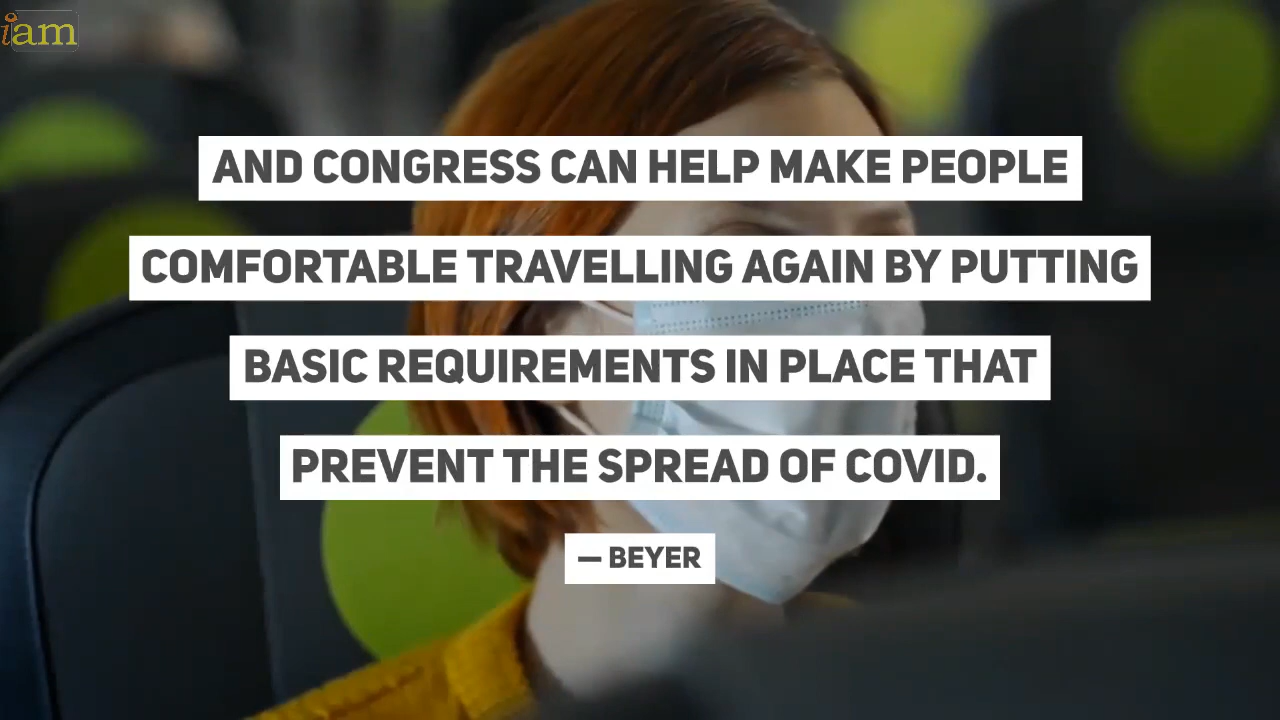 iam
AND CONGRESS CAN HELP MAKE PEOPLE
COMFORTABLE TRAVELLING AGAIN BY PUTTING
BASIC REQUIREMENTS IN PLACE THAT
PREVENT THE SPREAD OF COVID.
— BEYER